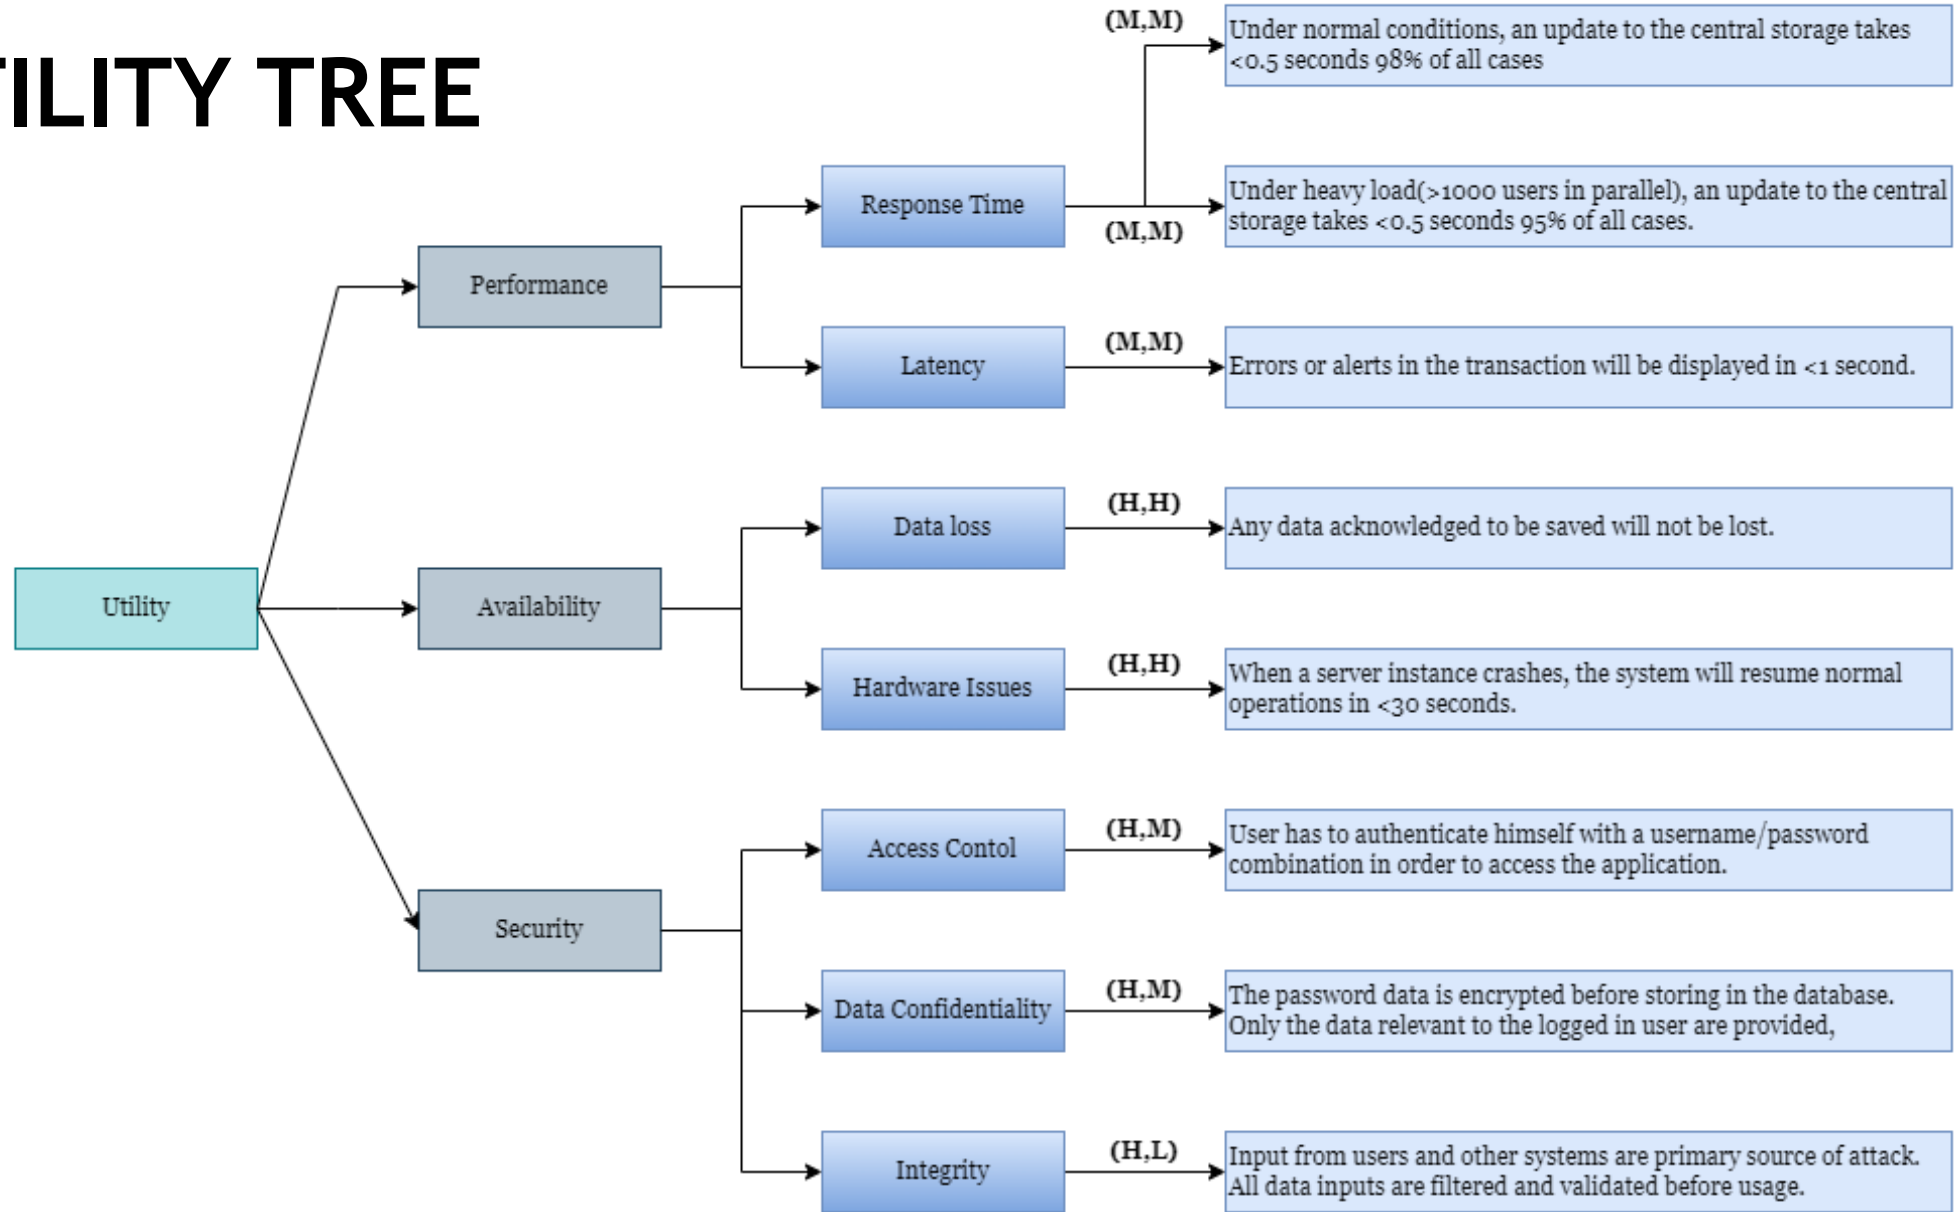 TILITY TREE
(M,M)
Under normal conditions, an update to the central storage takes
<0.5 seconds 98% of all cases
Response Time
(M,M)
Under heavy load(>1000 users in parallel), an update to the central
storage takes <0.5 seconds 95% of all cases.
Performance
Latency
(M,M)
Errors or alerts in the transaction will be displayed in <1 second.
Utility
Availability
Data loss
(H,H)
Any data acknowledged to be saved will not be lost.
Hardware Issues
(H,H)
When a server instance crashes, the system will resume normal
operations in <30 seconds.
Security
Access Contol
(H,M)
User has to authenticate himself with a username/password
combination in order to access the application.
Data Confidentiality
(H,M)
The password data is encrypted before storing in the database.
Only the data relevant to the logged in user are provided,
Integrity
(H,L)
Input from users and other systems are primary source of attack.
All data inputs are filtered and validated before usage.